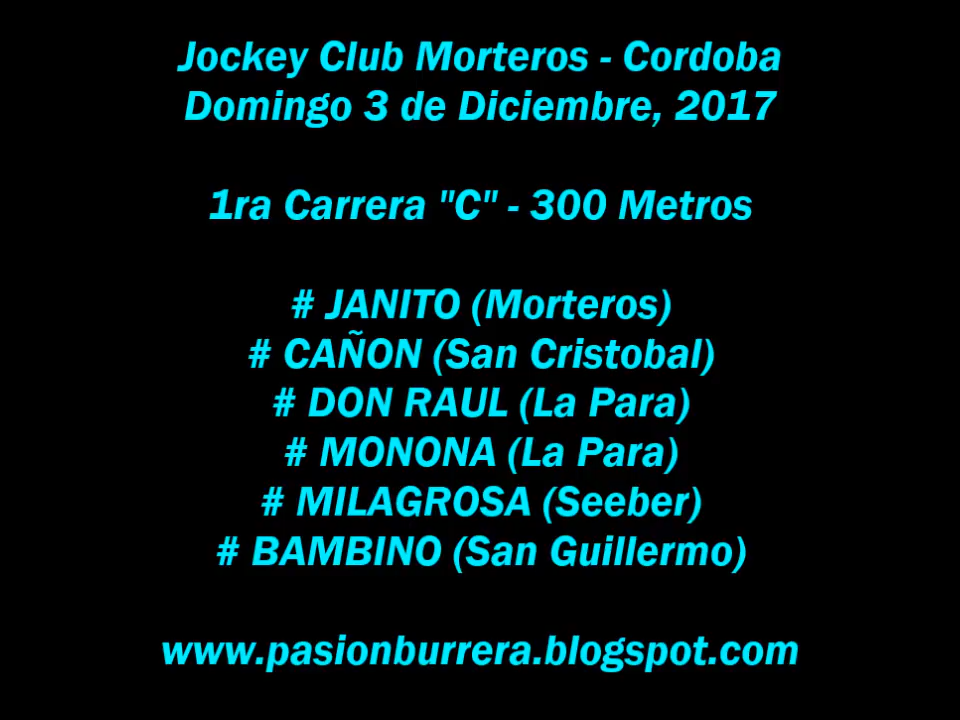 Jockey Club Morteros - Cordoba
Domingo 3 de Diciembre, 2017
1ra Carrera "C" - 300 Metros
# JANITO (Morteros)
# CAÑON (San Cristobal)
# DON RAUL (La Para)
# MONONA (La Para)
# MILAGROSA (Seeber)
# BAMBINO (San Guillermo)
www.pasionburrera.blogspot.com